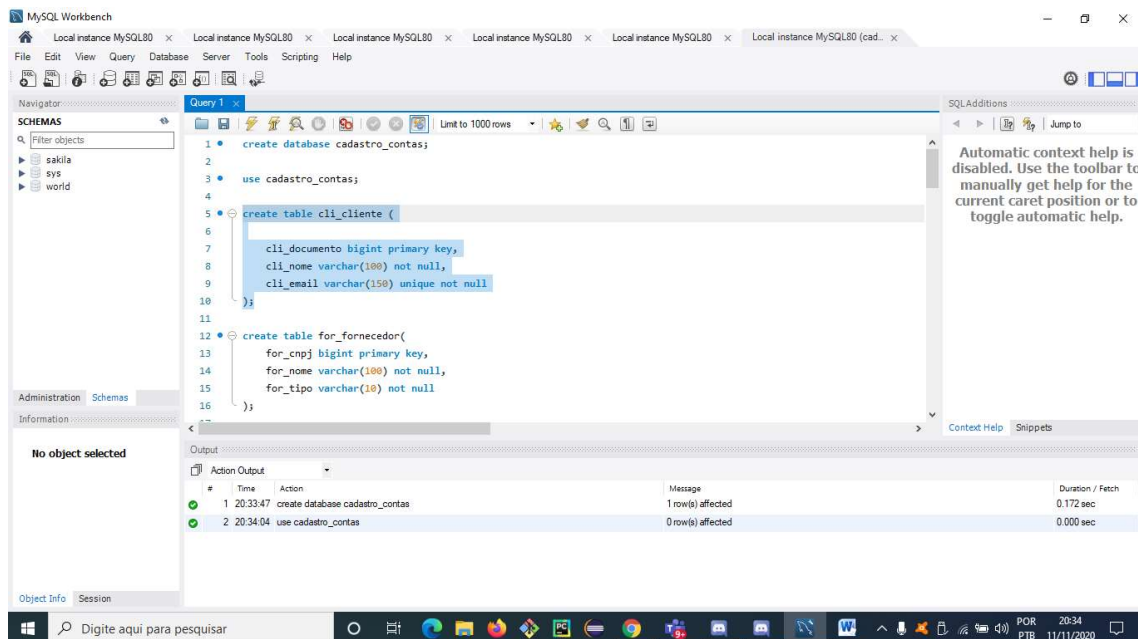 MySQL Workbench
Local instance MySQL80 × Local instance MySQL80 × Local instance MySQL80 × Local instance MySQL80 × Local instance MySQL80 × Local instance MySQL80 (cad... ×
File Edit View Query Database Server Tools Scripting Help
Navigator
SCHEMAS
Filter objects
sakila
sys
world
Administration Schemas
Information
No object selected
Object Info Session
Query 1 ×
Limit to 1000 rows
1 create database cadastro_contas;
2
3 use cadastro_contas;
4
5 create table cli_cliente (
6
7 cli_documento bigint primary key,
8 cli_nome varchar(100) not null,
9 cli_email varchar(150) unique not null
10 );
11
12 create table for_fornecedor(
13 for_cnpj bigint primary key,
14 for_nome varchar(100) not null,
15 for_tipo varchar(10) not null
16 );
Output
Action Output
# Time Action Message Duration / Fetch
1 20:33:47 create database cadastro_contas 1 row(s) affected 0.172 sec
2 20:34:04 use cadastro_contas 0 row(s) affected 0.000 sec
SQLAdditions
Jump to
Automatic context help is
disabled. Use the toolbar to
manually get help for the
current caret position or to
toggle automatic help.
Context Help Snippets
Digite aqui para pesquisar
POR 20:34
PTB 11/11/2020